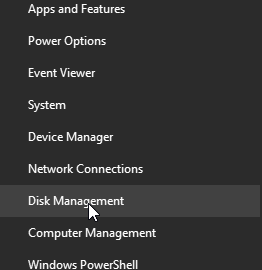 Apps and Features
Power Options
Event Viewer
System
Device Manager
Network Connections
Disk Management
Computer Management
Windows PowerShell